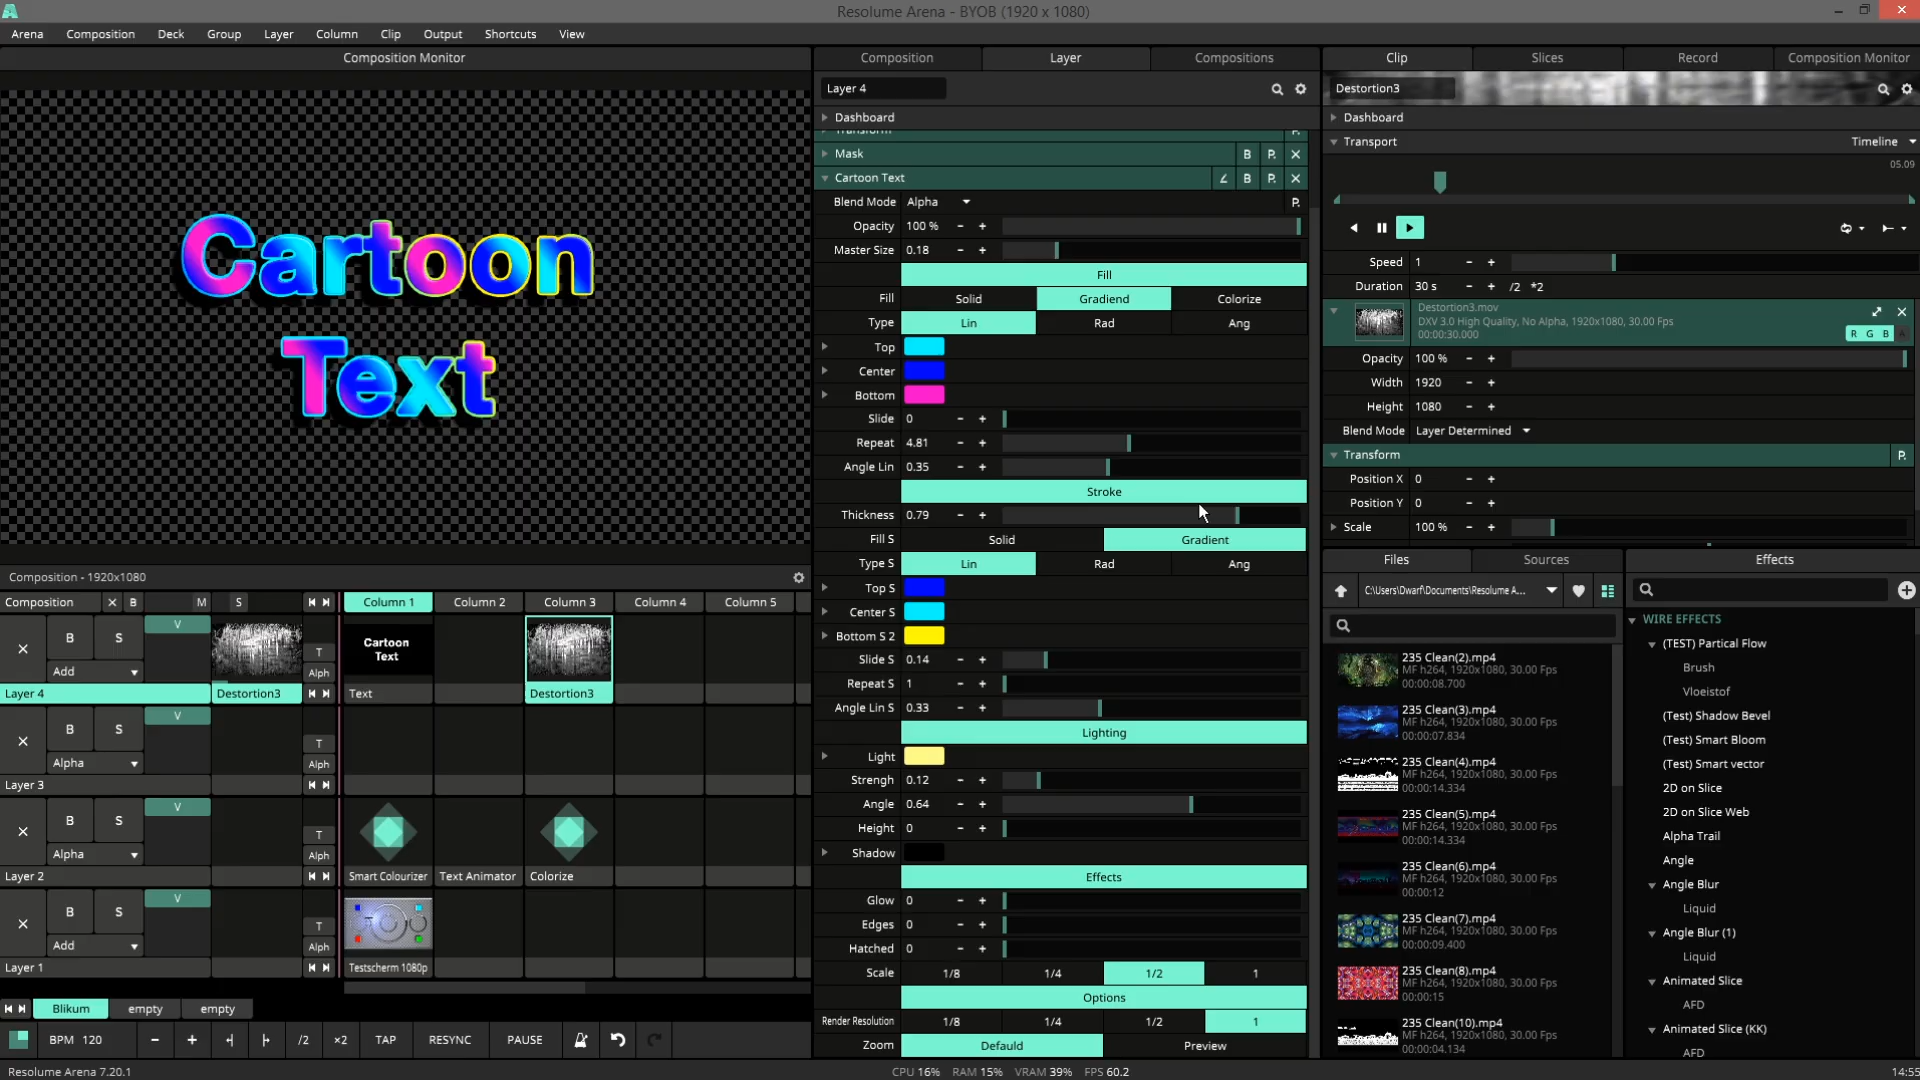 Resolume Arena - BYOB (1920 x 1080)
Arena Composition Deck Group Layer Column Clip Output Shortcuts View
Composition Monitor
Cartoon
Text
Composition - 1920x1080
Composition X B M S Column 1 Column 2 Column 3 Column 4 Column 5
B S V T
Add Alph
Cartoon
Text
Layer 4 Destortion3 Text Destortion3
B S V T
Alpha Alph
Layer 3
B S V T
Alpha Alph
Layer 2 Smart Colourizer Text Animator Colorize
B S V T
Add Alph
Layer 1 Testscherm 1080p
Blikum empty empty
BPM 120 - + /2 ×2 TAP RESYNC PAUSE
Resolume Arena 7.20.1
Composition Layer Compositions
Layer 4
Dashboard
Transform P.
Mask B P. X
Cartoon Text B P. X
Blend Mode Alpha P.
Opacity 100 % - +
Master Size 0.18 - +
Fill
Fill Solid Gradiend Colorize
Type Lin Rad Ang
Top
Center
Bottom
Slide 0 - +
Repeat 4.81 - +
Angle Lin 0.35 - +
Stroke
Thickness 0.79 - +
Fill S Solid Gradient
Type S Lin Rad Ang
Top S
Center S
Bottom S 2
Slide S 0.14 - +
Repeat S 1 - +
Angle Lin S 0.33 - +
Lighting
Light
Strengh 0.12 - +
Angle 0.64 - +
Height 0 - +
Shadow
Effects
Glow 0 - +
Edges 0 - +
Hatched 0 - +
Scale 1/8 1/4 1/2 1
Options
Render Resolution 1/8 1/4 1/2 1
Zoom Defauld Preview
CPU 16% RAM 15% VRAM 39% FPS 60.2
Clip Slices Record Composition Monitor
Destortion3
Dashboard
Transport Timeline
05.09
Speed 1 - +
Duration 30 s - + /2 *2
Destortion3.mov
DXV 3.0 High Quality, No Alpha, 1920x1080, 30.00 Fps
00:00:30.000 R G B A
Opacity 100 % - +
Width 1920 - +
Height 1080 - +
Blend Mode Layer Determined
Transform P.
Position X 0 - +
Position Y 0 - +
Scale 100 % - +
Files Sources
C:\Users\Dwarf\Documents\Resolume A...
235 Clean(2).mp4
MF h264, 1920x1080, 30.00 Fps
00:00:08.700
235 Clean(3).mp4
MF h264, 1920x1080, 30.00 Fps
00:00:07.834
235 Clean(4).mp4
MF h264, 1920x1080, 30.00 Fps
00:00:14.334
235 Clean(5).mp4
MF h264, 1920x1080, 30.00 Fps
00:00:14.334
235 Clean(6).mp4
MF h264, 1920x1080, 30.00 Fps
00:00:12
235 Clean(7).mp4
MF h264, 1920x1080, 30.00 Fps
00:00:09.400
235 Clean(8).mp4
MF h264, 1920x1080, 30.00 Fps
00:00:15
235 Clean(10).mp4
MF h264, 1920x1080, 30.00 Fps
00:00:04.134
Effects
WIRE EFFECTS
(TEST) Partical Flow
Brush
Vloeistof
(Test) Shadow Bevel
(Test) Smart Bloom
(Test) Smart vector
2D on Slice
2D on Slice Web
Alpha Trail
Angle
Angle Blur
Liquid
Angle Blur (1)
Liquid
Animated Slice
AFD
Animated Slice (KK)
AFD
14:55